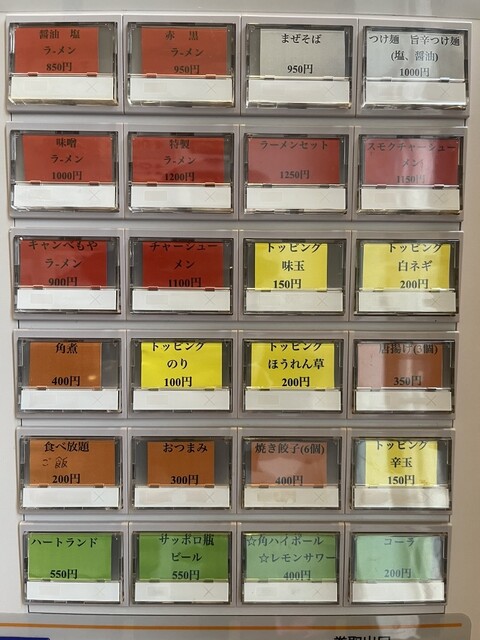 醤油 塩
ラーメン
850円
赤 黒
ラーメン
950円
まぜそば
950円
つけ麺 旨辛つけ麺
(塩、醤油)
1000円
味噌
ラーメン
1000円
特製
ラーメン
1200円
ラーメンセット
1250円
スモクチャーシュー
メン
1150円
キャンベもや
ラーメン
900円
チャーシュー
メン
1100円
トッピング
味玉
150円
トッピング
白ネギ
200円
角煮
400円
トッピング
のり
100円
トッピング
ほうれん草
200円
唐揚げ(3個)
350円
食べ放題
ご飯
200円
おつまみ
300円
焼き餃子(6個)
400円
トッピング
辛玉
150円
ハートランド
550円
サッポロ瓶
ビール
550円
☆角ハイボール
☆レモンサワー
400円
コーラ
200円